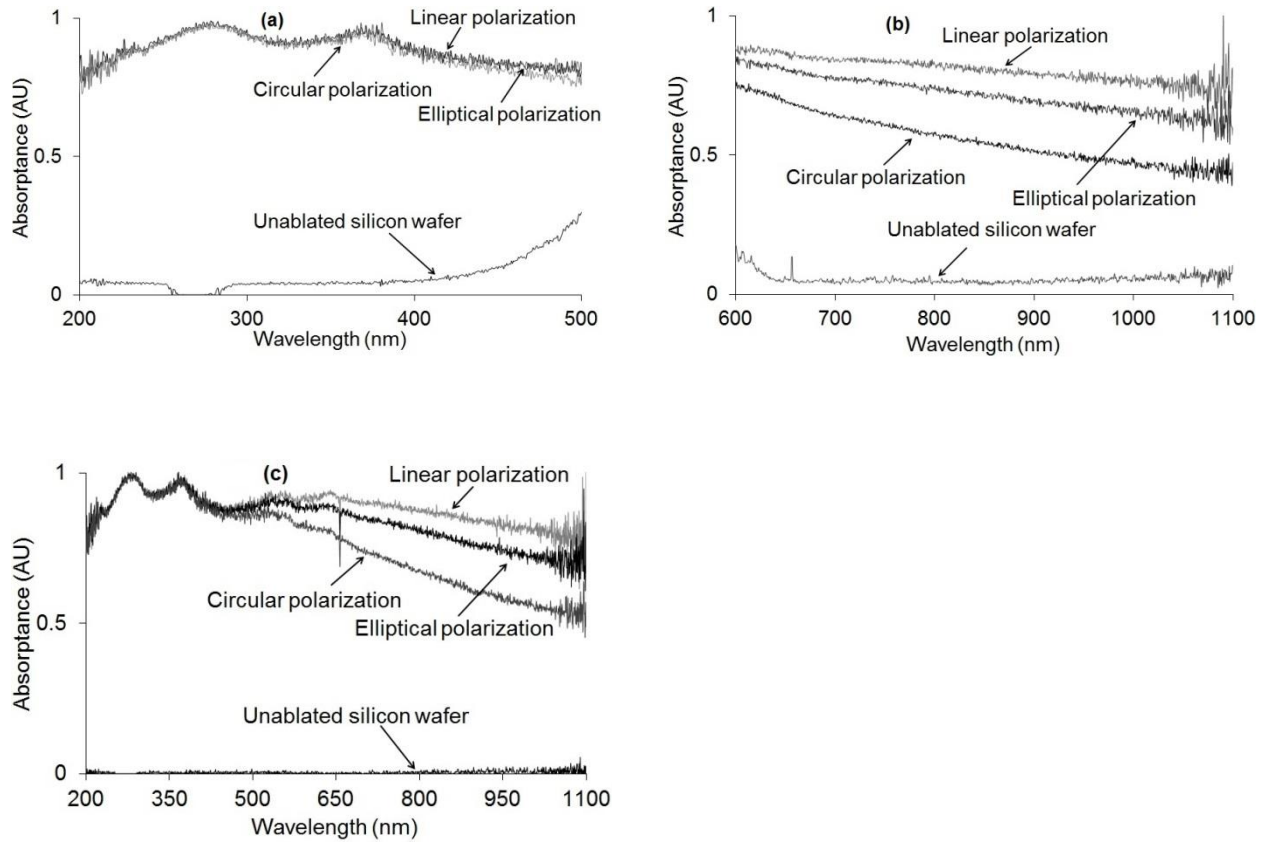 (a)
Absorptance (AU)
1
0.5
0
Linear polarization
Circular polarization
Elliptical polarization
Unablated silicon wafer
200 300 400 500
Wavelength (nm)
(b)
Absorptance (AU)
1
0.5
0
Linear polarization
Circular polarization
Elliptical polarization
Unablated silicon wafer
600 700 800 900 1000 1100
Wavelength (nm)
(c)
Absorptance (AU)
1
0.5
0
Linear polarization
Circular polarization
Elliptical polarization
Unablated silicon wafer
200 350 500 650 800 950 1100
Wavelength (nm)